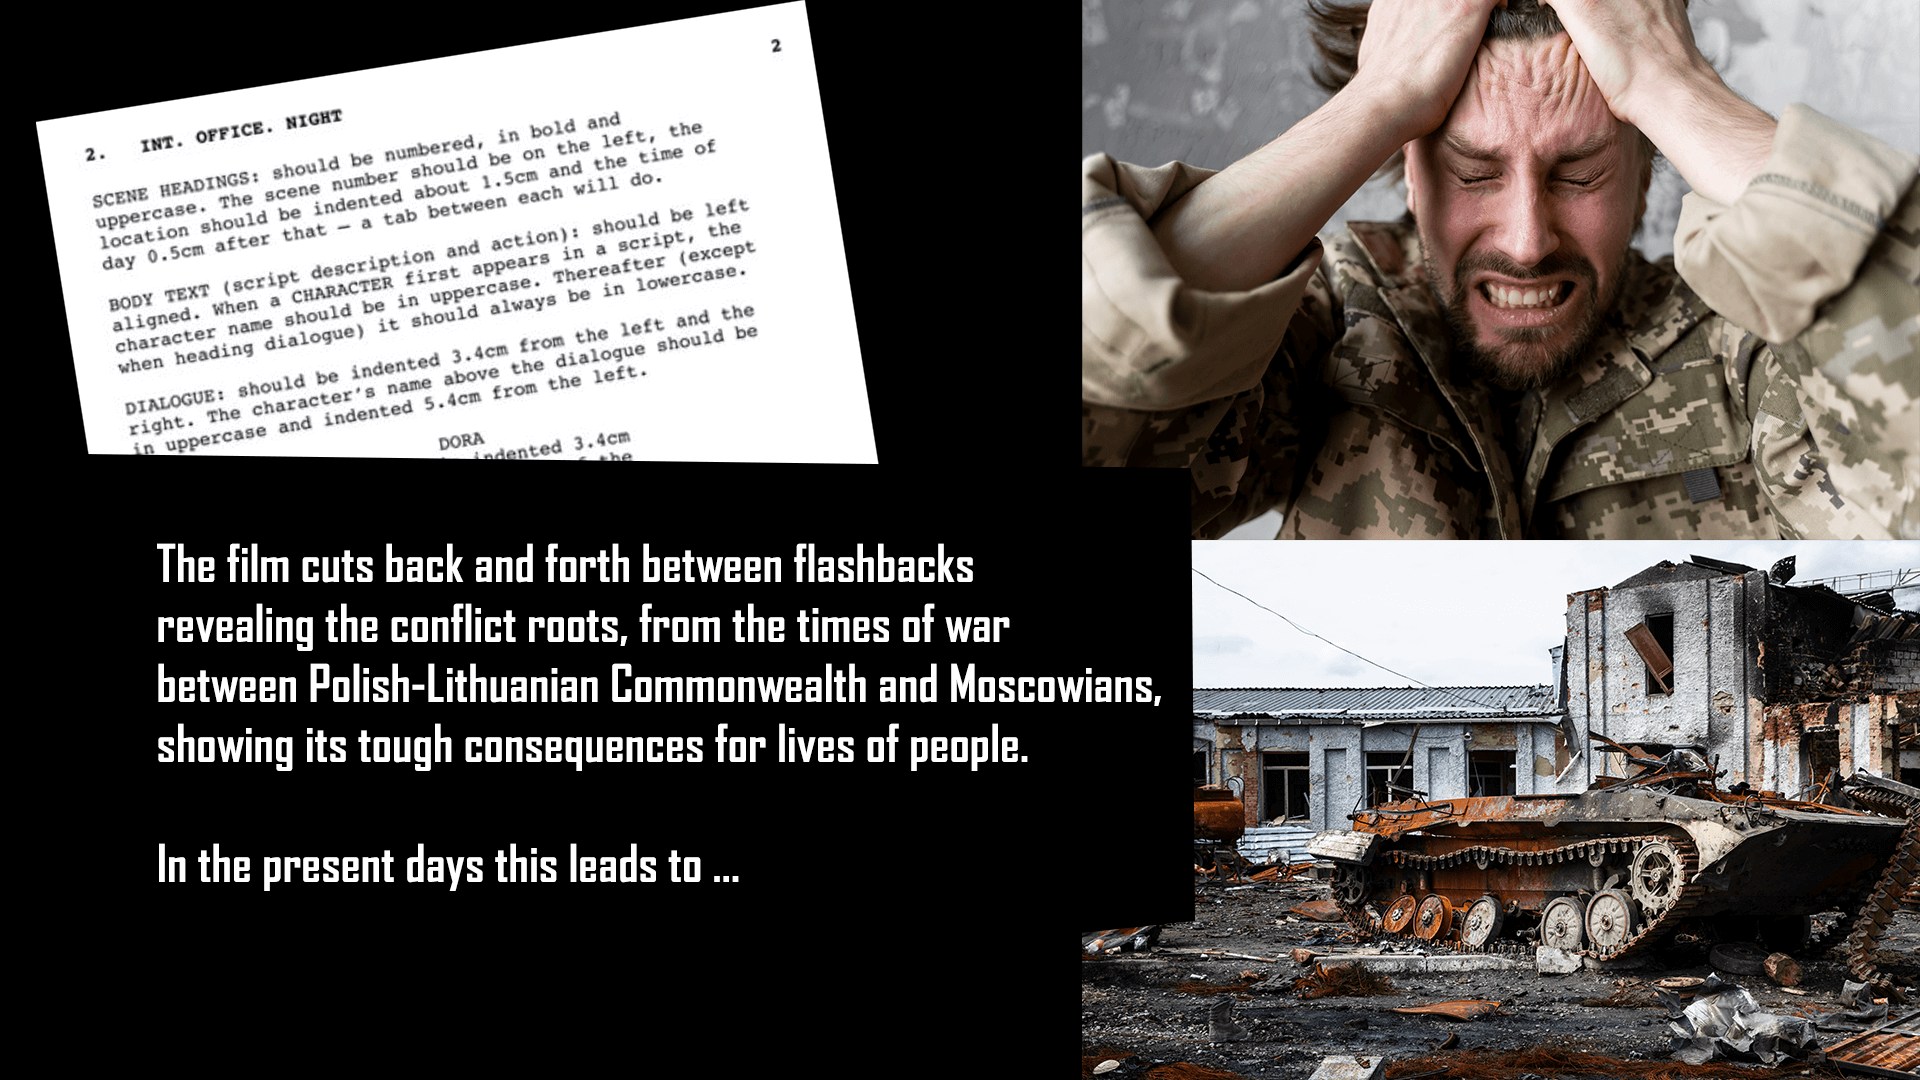 2
2. INT. OFFICE. NIGHT
SCENE HEADINGS: should be numbered, in bold and
uppercase. The scene number should be on the left, the
location should be indented about 1.5cm and the time of
day 0.5cm after that – a tab between each will do.
BODY TEXT (script description and action): should be left
aligned. When a CHARACTER first appears in a script, the
character name should be in uppercase. Thereafter (except
when heading dialogue) it should always be in lowercase.
DIALOGUE: should be indented 3.4cm from the left and the
right. The character's name above the dialogue should be
in uppercase and indented 5.4cm from the left.
DORA
indented 3.4cm
the
The film cuts back and forth between flashbacks
revealing the conflict roots, from the times of war
between Polish-Lithuanian Commonwealth and Moscowians,
showing its tough consequences for lives of people.
In the present days this leads to ...